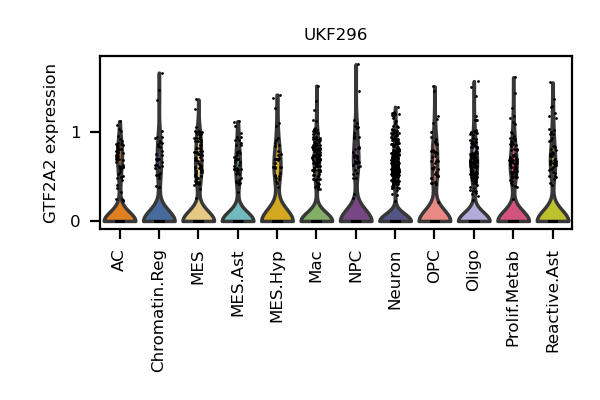 UKF296
GTF2A2 expression
1
0
AC
Chromatin.Reg
MES
MES.Ast
MES.Hyp
Mac
NPC
Neuron
OPC
Oligo
Prolif.Metab
Reactive.Ast